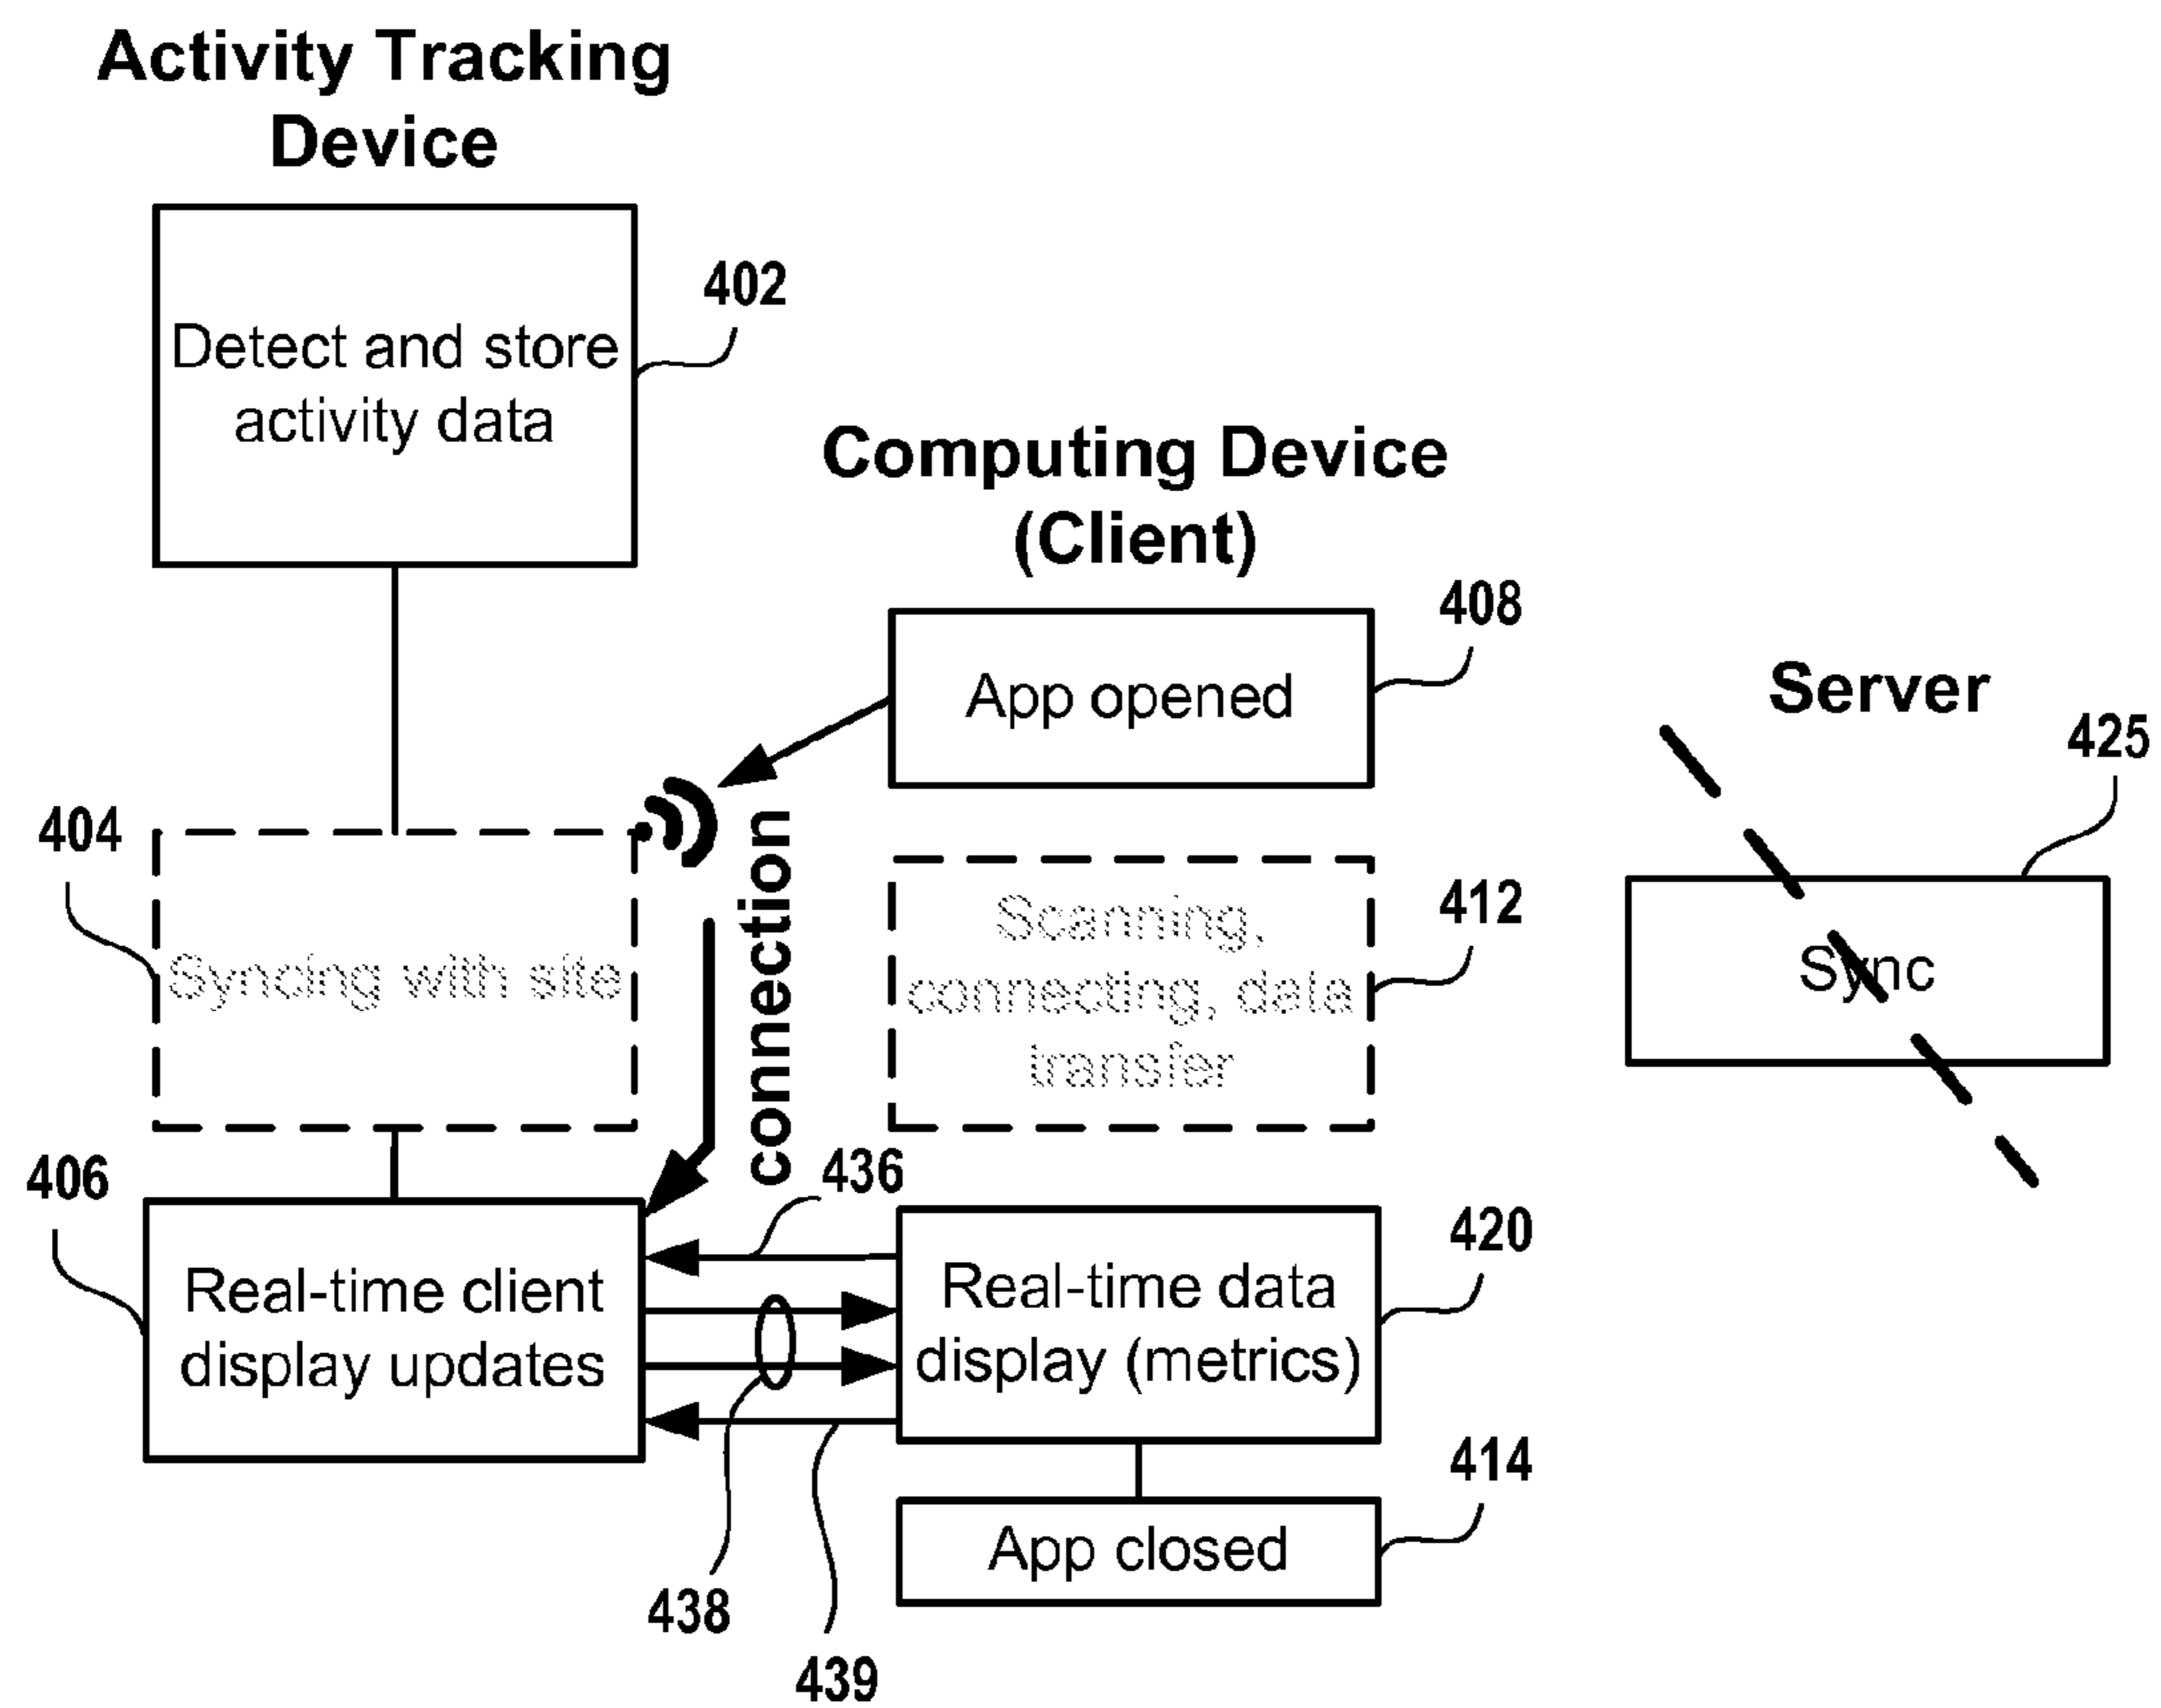 Activity Tracking
Device
402
Detect and store
activity data
Computing Device
(Client)
408
App opened
Server
425
404
connection
Syncing with site
Scanning,
connecting, data
transfer
412
Sync
406
436
420
Real-time client
display updates
Real-time data
display (metrics)
414
App closed
438
439